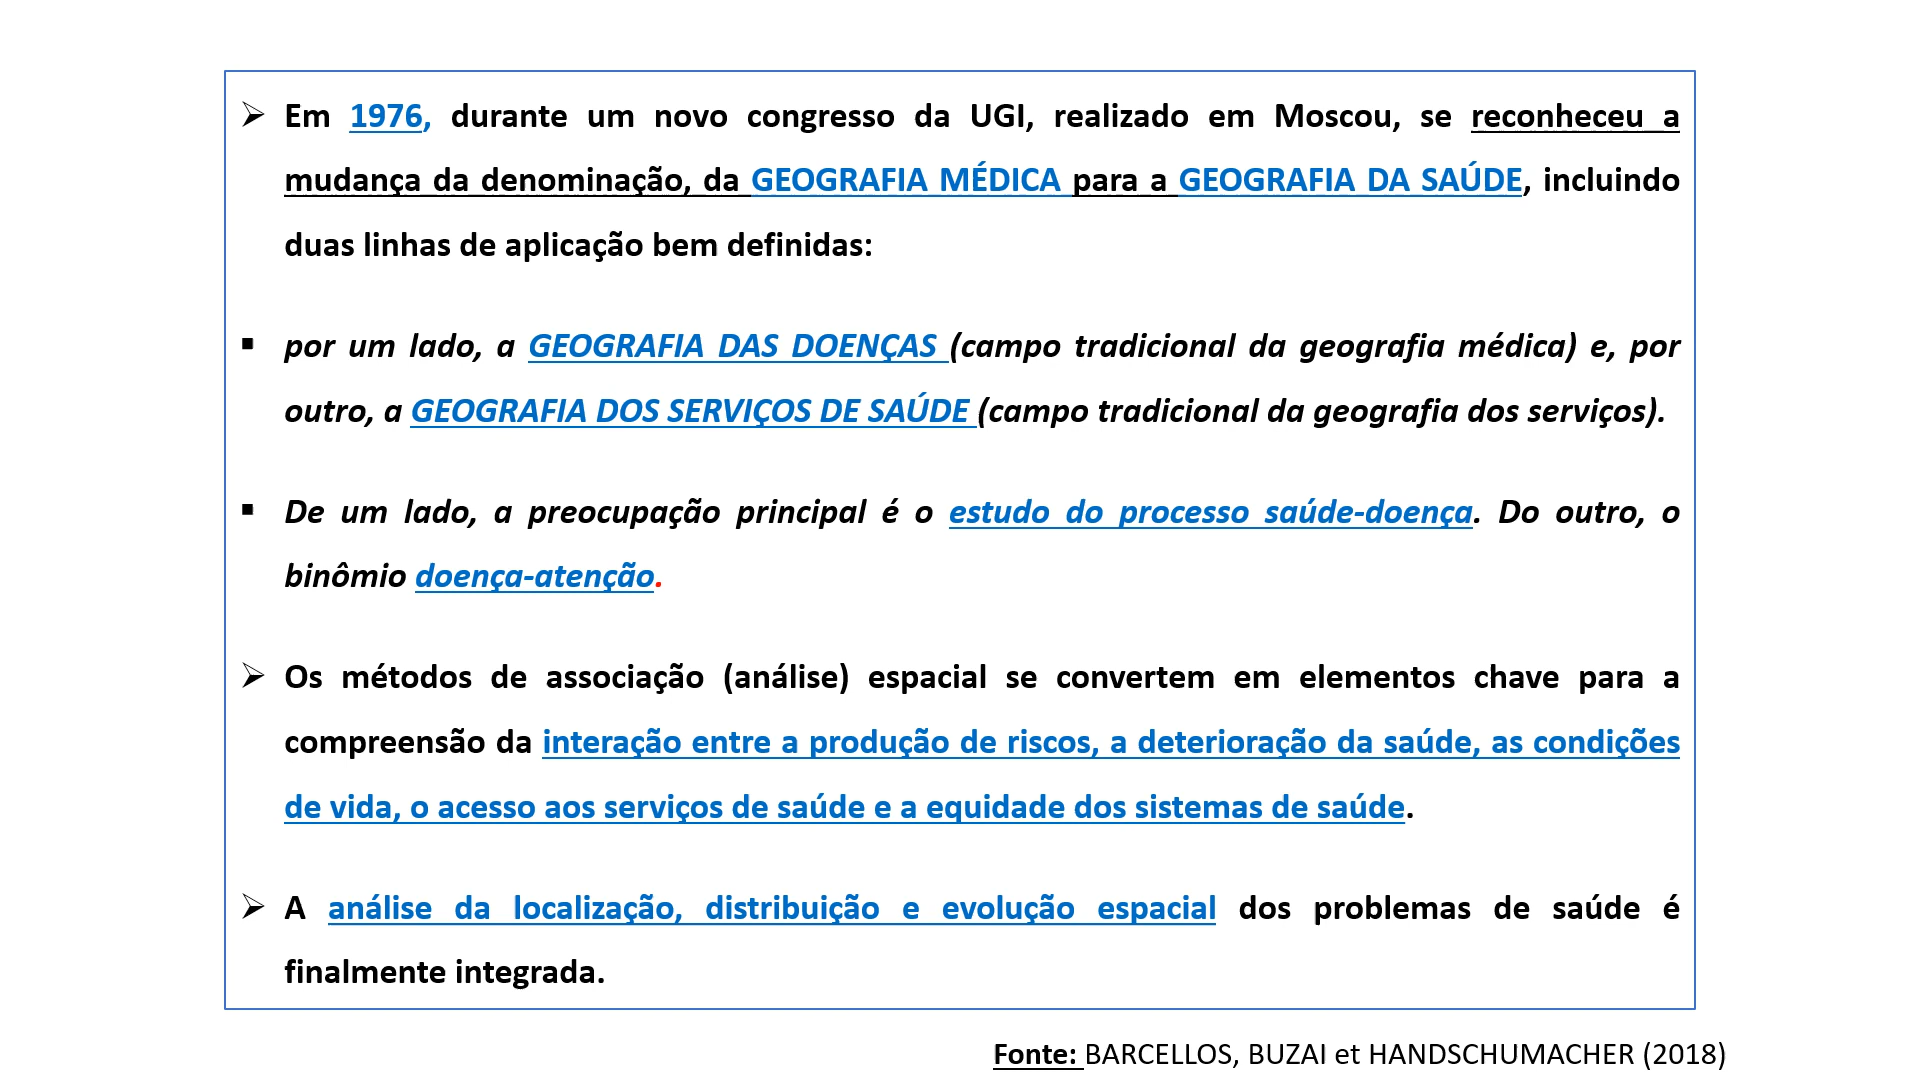 ➢ Em 1976, durante um novo congresso da UGI, realizado em Moscou, se reconheceu a
mudança da denominação, da GEOGRAFIA MÉDICA para a GEOGRAFIA DA SAÚDE, incluindo
duas linhas de aplicação bem definidas:
▪ por um lado, a GEOGRAFIA DAS DOENÇAS (campo tradicional da geografia médica) e, por
outro, a GEOGRAFIA DOS SERVIÇOS DE SAÚDE (campo tradicional da geografia dos serviços).
▪ De um lado, a preocupação principal é o estudo do processo saúde-doença. Do outro, o
binômio doença-atenção.
➢ Os métodos de associação (análise) espacial se convertem em elementos chave para a
compreensão da interação entre a produção de riscos, a deterioração da saúde, as condições
de vida, o acesso aos serviços de saúde e a equidade dos sistemas de saúde.
➢ A análise da localização, distribuição e evolução espacial dos problemas de saúde é
finalmente integrada.
Fonte: BARCELLOS, BUZAI et HANDSCHUMACHER (2018)